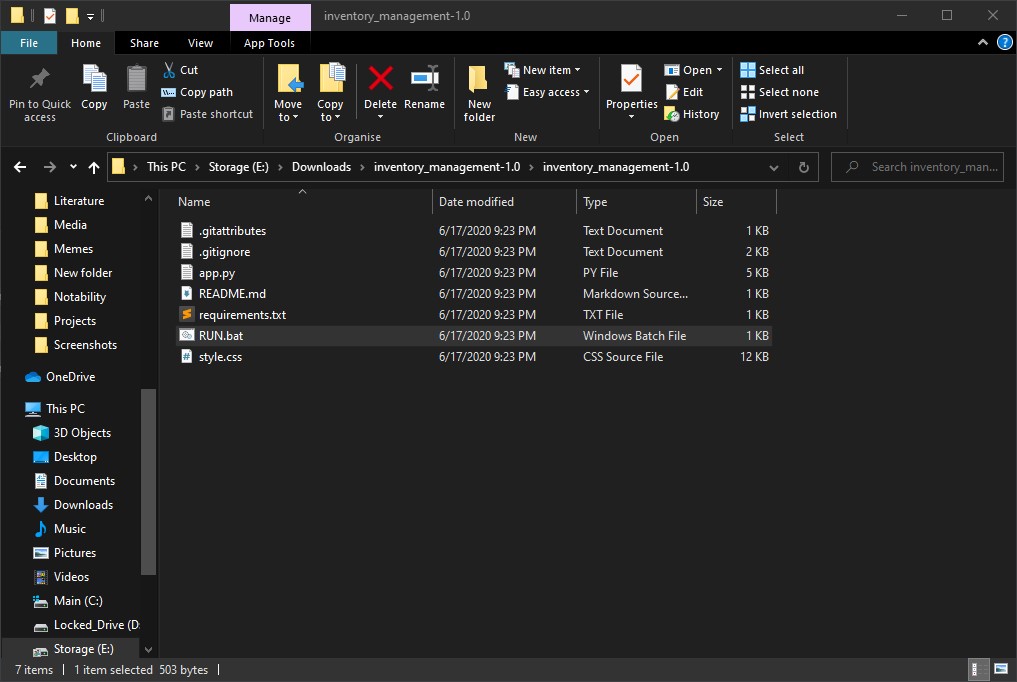 Manage
inventory_management-1.0
File
Home
Share
View
App Tools
Pin to Quick access
Copy
Paste
Cut
Copy path
Paste shortcut
Clipboard
Move to
Copy to
Delete
Rename
Organise
New folder
New item
Easy access
New
Properties
Open
Edit
History
Open
Select all
Select none
Invert selection
Select
This PC > Storage (E:) > Downloads > inventory_management-1.0 > inventory_management-1.0
Search inventory_man...
Literature
Media
Memes
New folder
Notability
Projects
Screenshots
OneDrive
This PC
3D Objects
Desktop
Documents
Downloads
Music
Pictures
Videos
Main (C:)
Locked_Drive (D:
Storage (E:)
Name Date modified Type Size
.gitattributes 6/17/2020 9:23 PM Text Document 1 KB
.gitignore 6/17/2020 9:23 PM Text Document 2 KB
app.py 6/17/2020 9:23 PM PY File 5 KB
README.md 6/17/2020 9:23 PM Markdown Source... 1 KB
requirements.txt 6/17/2020 9:23 PM TXT File 1 KB
RUN.bat 6/17/2020 9:23 PM Windows Batch File 1 KB
style.css 6/17/2020 9:23 PM CSS Source File 12 KB
7 items | 1 item selected 503 bytes |